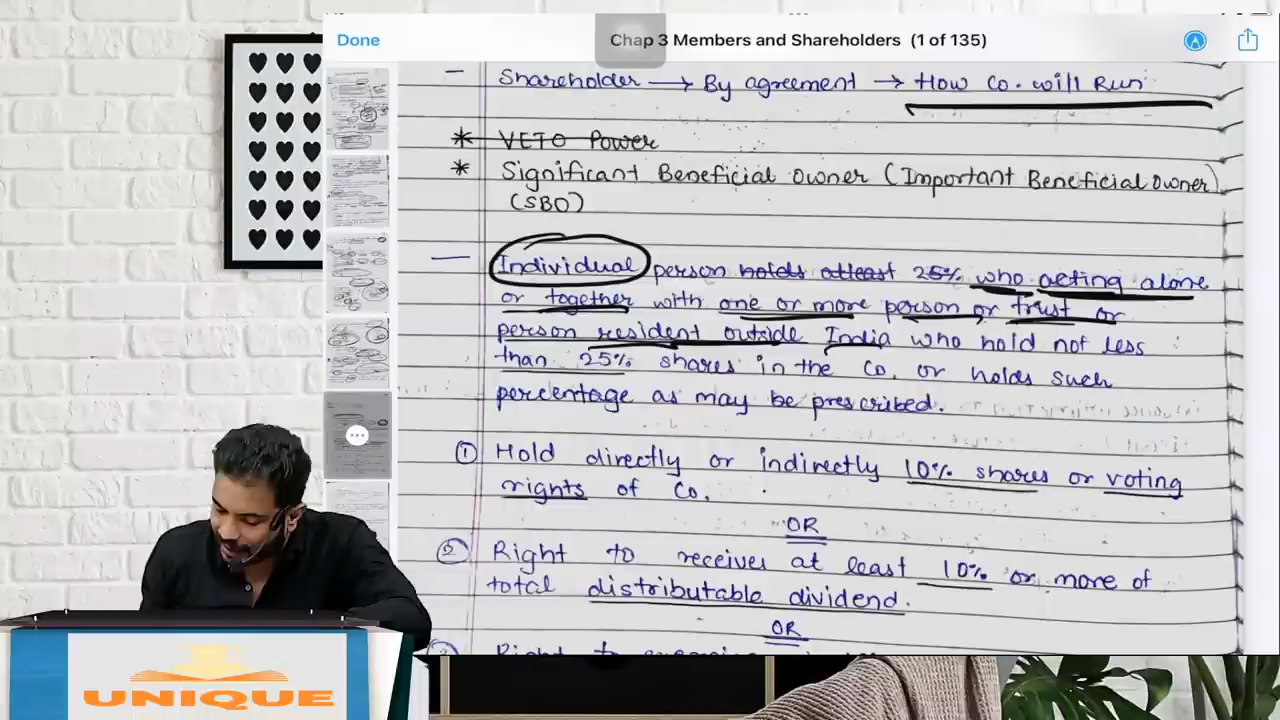 Done
Chap 3 Members and Shareholders (1 of 135)
– Shareholder → By agreement → How Co. will Run
* VETO Power
* Significant Beneficial Owner (Important Beneficial Owner)
(SBO)
– Individual person holds atleast 25% who acting alone
or together with one or more person or trust or
person resident outside India who hold not less
than 25% shares in the Co. or holds such
percentage as may be prescribed.
① Hold directly or indirectly 10% shares or voting
rights of Co.
OR
② Right to receives at least 10% or more of
total distributable dividend.
OR
Right to
UNIQUE